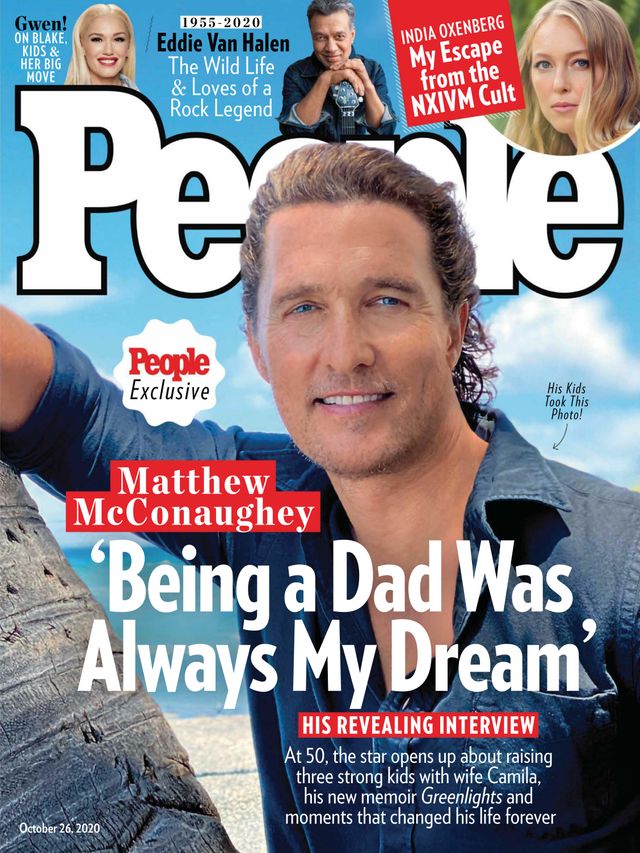 Gwen!
ON BLAKE,
KIDS &
HER BIG
MOVE
1955-2020
Eddie Van Halen
The Wild Life
& Loves of a
Rock Legend
INDIA OXENBERG
My Escape
from the
NXIVM Cult
People
People
Exclusive
His Kids
Took This
Photo!
Matthew
McConaughey
‘Being a Dad Was
Always My Dream’
HIS REVEALING INTERVIEW
At 50, the star opens up about raising
three strong kids with wife Camila,
his new memoir Greenlights and
moments that changed his life forever
October 26, 2020